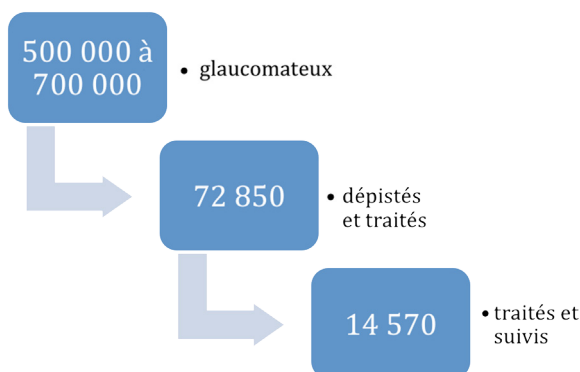 500 000 à
700 000
• glaucomateux
72 850
• dépistés
et traités
14 570
• traités et
suivis